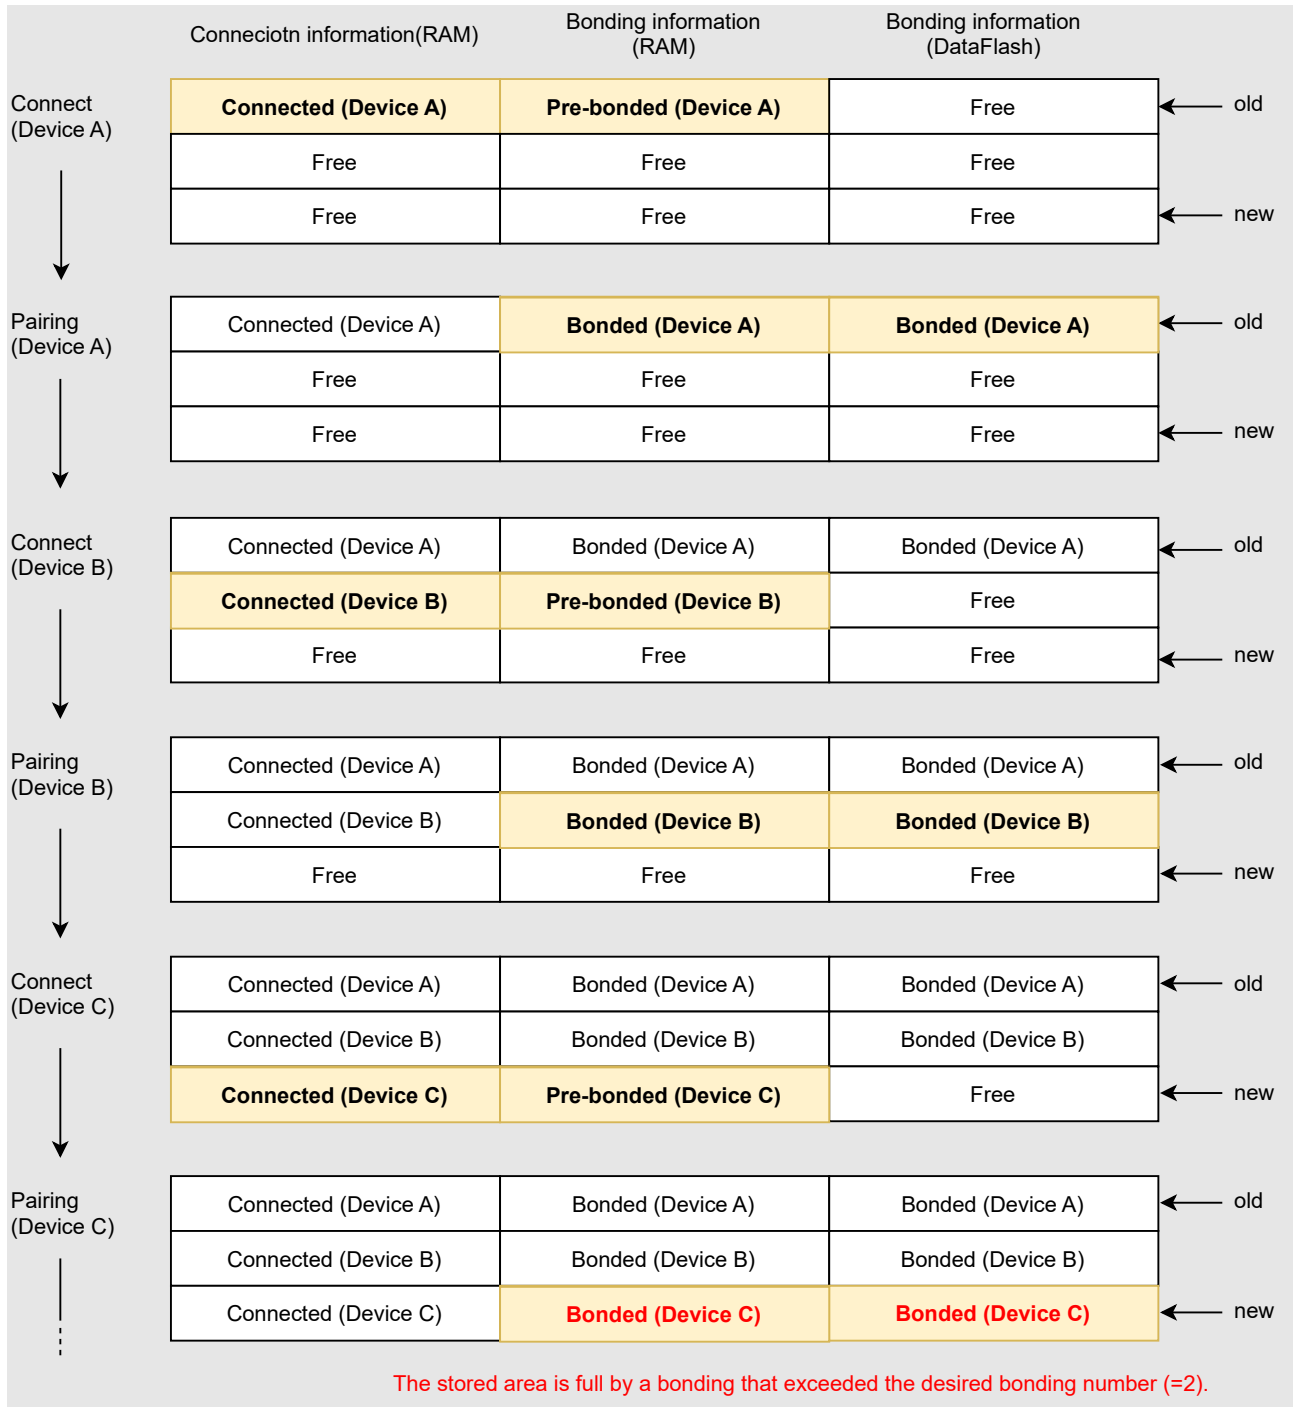 Conneciotn information(RAM)
Bonding information
(RAM)
Bonding information
(DataFlash)
Connect
(Device A)
Connected (Device A) Pre-bonded (Device A) Free old
Free Free Free
Free Free Free new
Pairing
(Device A)
Connected (Device A) Bonded (Device A) Bonded (Device A) old
Free Free Free
Free Free Free new
Connect
(Device B)
Connected (Device A) Bonded (Device A) Bonded (Device A) old
Connected (Device B) Pre-bonded (Device B) Free
Free Free Free new
Pairing
(Device B)
Connected (Device A) Bonded (Device A) Bonded (Device A) old
Connected (Device B) Bonded (Device B) Bonded (Device B)
Free Free Free new
Connect
(Device C)
Connected (Device A) Bonded (Device A) Bonded (Device A) old
Connected (Device B) Bonded (Device B) Bonded (Device B)
Connected (Device C) Pre-bonded (Device C) Free new
Pairing
(Device C)
Connected (Device A) Bonded (Device A) Bonded (Device A) old
Connected (Device B) Bonded (Device B) Bonded (Device B)
Connected (Device C) Bonded (Device C) Bonded (Device C) new
The stored area is full by a bonding that exceeded the desired bonding number (=2).